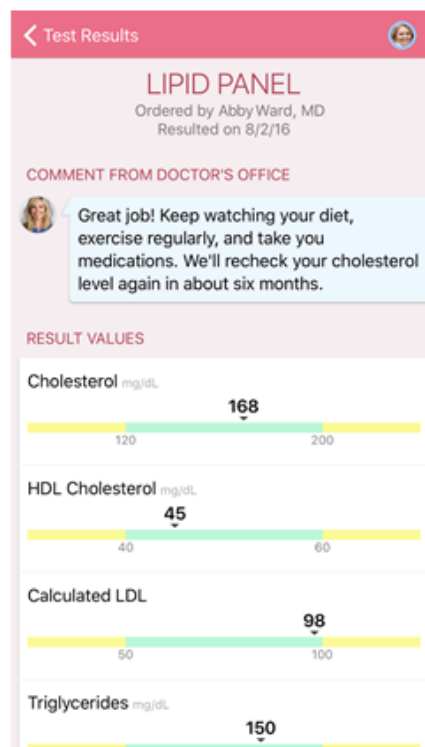 Test Results
LIPID PANEL
Ordered by Abby Ward, MD
Resulted on 8/2/16
COMMENT FROM DOCTOR'S OFFICE
Great job! Keep watching your diet,
exercise regularly, and take you
medications. We'll recheck your cholesterol
level again in about six months.
RESULT VALUES
Cholesterol mg/dL
168
120 200
HDL Cholesterol mg/dL
45
40 60
Calculated LDL
98
50 100
Triglycerides mg/dL
150